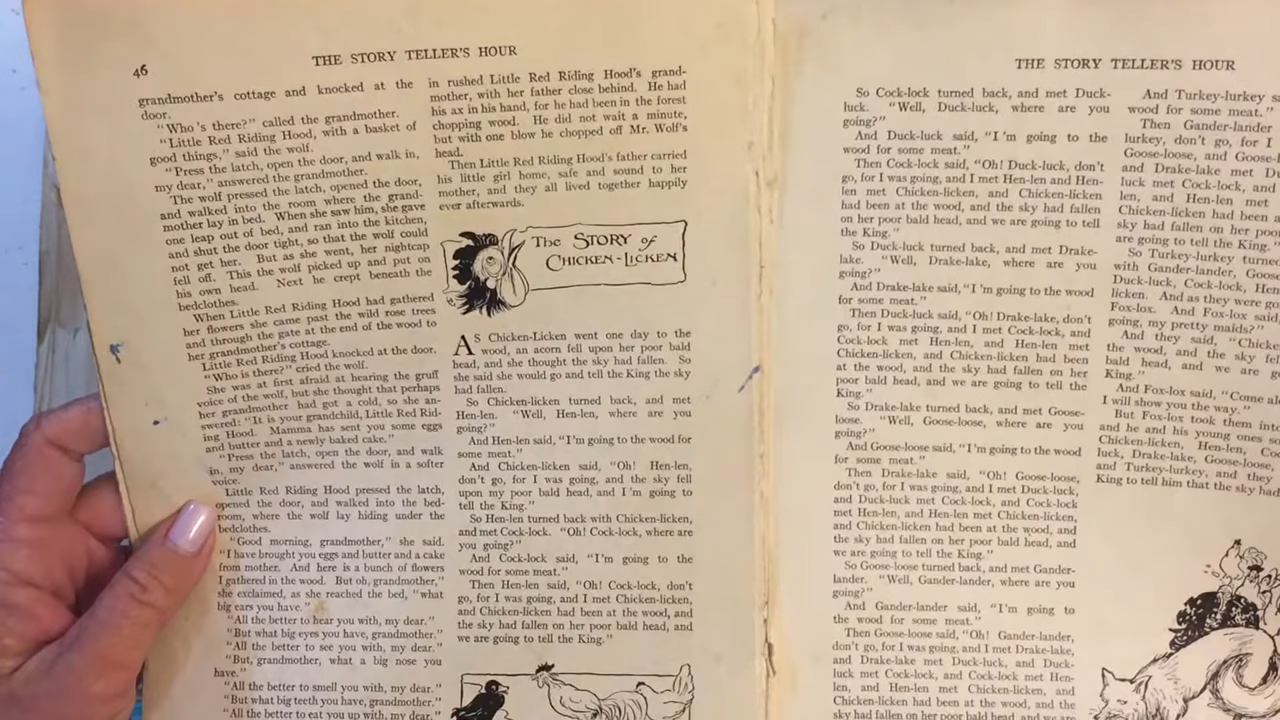 46
THE STORY TELLER'S HOUR
grandmother's cottage and knocked at the
door.
"Who's there?" called the grandmother.
"Little Red Riding Hood, with a basket of
good things," said the wolf.
"Press the latch, open the door, and walk in,
my dear," answered the grandmother.
The wolf pressed the latch, opened the door,
and walked into the room where the grand-
mother lay in bed. When she saw him, she gave
one leap out of bed, and ran into the kitchen,
and shut the door tight, so that the wolf could
not get her. But as she went, her nightcap
fell off. This the wolf picked up and put on
his own head. Next he crept beneath the
bedclothes.
When Little Red Riding Hood had gathered
her flowers she came past the wild rose trees
and through the gate at the end of the wood to
her grandmother's cottage.
Little Red Riding Hood knocked at the door.
"Who is there?" cried the wolf.
She was at first afraid at hearing the gruff
voice of the wolf, but she thought that perhaps
her grandmother had got a cold, so she an-
swered: "It is your grandchild, Little Red Rid-
ing Hood. Mamma has sent you some eggs
and butter and a newly baked cake."
"Press the latch, open the door, and walk
in, my dear," answered the wolf in a softer
voice.
Little Red Riding Hood pressed the latch,
opened the door, and walked into the bed-
room, where the wolf lay hiding under the
bedclothes.
"Good morning, grandmother," she said.
"I have brought you eggs and butter and a cake
from mother. And here is a bunch of flowers
I gathered in the wood. But oh, grandmother,"
she exclaimed, as she reached the bed, "what
big ears you have."
"All the better to hear you with, my dear."
"But what big eyes you have, grandmother."
"All the better to see you with, my dear."
"But, grandmother, what a big nose you
have."
"All the better to smell you with, my dear."
"But what big teeth you have, grandmother."
"All the better to eat you up with, my dear."
in rushed Little Red Riding Hood's grand-
mother, with her father close behind. He had
his ax in his hand, for he had been in the forest
chopping wood. He did not wait a minute,
but with one blow he chopped off Mr. Wolf's
head.
Then Little Red Riding Hood's father carried
his little girl home, safe and sound to her
mother, and they all lived together happily
ever afterwards.
The STORY of
CHICKEN-LICKEN
AS Chicken-Licken went one day to the
wood, an acorn fell upon her poor bald
head, and she thought the sky had fallen. So
she said she would go and tell the King the sky
had fallen.
So Chicken-licken turned back, and met
Hen-len. "Well, Hen-len, where are you
going?"
And Hen-len said, "I'm going to the wood for
some meat."
And Chicken-licken said, "Oh! Hen-len,
don't go, for I was going, and the sky fell
upon my poor bald head, and I'm going to
tell the King."
So Hen-len turned back with Chicken-licken,
and met Cock-lock. "Oh! Cock-lock, where are
you going?"
And Cock-lock said, "I'm going to the
wood for some meat."
Then Hen-len said, "Oh! Cock-lock, don't
go, for I was going, and I met Chicken-licken,
and Chicken-licken had been at the wood, and
the sky had fallen on her poor bald head, and
we are going to tell the King."
THE STORY TELLER'S HOUR
So Cock-lock turned back, and met Duck-
luck. "Well, Duck-luck, where are you
going?"
And Duck-luck said, "I'm going to the
wood for some meat."
Then Cock-lock said, "Oh! Duck-luck, don't
go, for I was going, and I met Hen-len and Hen-
len met Chicken-licken, and Chicken-licken
had been at the wood, and the sky had fallen
on her poor bald head, and we are going to tell
the King."
So Duck-luck turned back, and met Drake-
lake. "Well, Drake-lake, where are you
going?"
And Drake-lake said, "I'm going to the wood
for some meat."
Then Duck-luck said, "Oh! Drake-lake, don't
go, for I was going, and I met Cock-lock, and
Cock-lock met Hen-len, and Hen-len met
Chicken-licken, and Chicken-licken had been
at the wood, and the sky had fallen on her
poor bald head, and we are going to tell the
King."
So Drake-lake turned back, and met Goose-
loose. "Well, Goose-loose, where are you
going?"
And Goose-loose said, "I'm going to the wood
for some meat."
Then Drake-lake said, "Oh! Goose-loose,
don't go, for I was going, and I met Duck-luck,
and Duck-luck met Cock-lock, and Cock-lock
met Hen-len, and Hen-len met Chicken-licken,
and Chicken-licken had been at the wood, and
the sky had fallen on her poor bald head, and
we are going to tell the King."
So Goose-loose turned back, and met Gander-
lander. "Well, Gander-lander, where are you
going?"
And Gander-lander said, "I'm going to
the wood for some meat."
Then Goose-loose said, "Oh! Gander-lander,
don't go, for I was going, and I met Drake-lake,
and Drake-lake met Duck-luck, and Duck-
luck met Cock-lock, and Cock-lock met Hen-
len, and Hen-len met Chicken-licken, and
Chicken-licken had been at the wood, and the
sky had fallen on her poor bald head, and we
And Turkey-lurkey
wood for some meat."
Then Gander-lander
lurkey, don't go, for I
Goose-loose, and
and Drake-lake met
luck met Cock-lock, and
len, and Hen-len met
Chicken-licken had been
sky had fallen on her poor
are going to tell the King."
So Turkey-lurkey turned
with Gander-lander,
Duck-luck, Cock-lock,
licken. And as they were
Fox-lox. And Fox-lox said,
going, my pretty maids?"
And they said,
the wood, and the sky
bald head, and we are
King."
And Fox-lox said, "Come
I will show you the way."
But Fox-lox took them
and he and his young ones
Chicken-licken, Hen-len,
luck, Drake-lake, Goose-loose,
and Turkey-lurkey, and they
King to tell him that the sky had